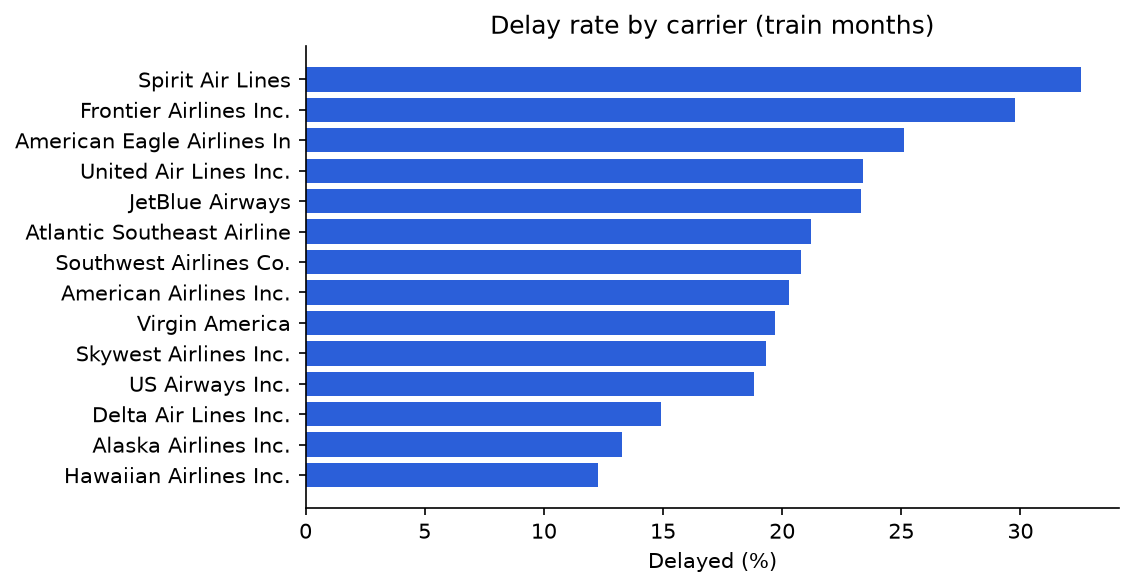 Delay rate by carrier (train months)
Spirit Air Lines
Frontier Airlines Inc.
American Eagle Airlines In
United Air Lines Inc.
JetBlue Airways
Atlantic Southeast Airline
Southwest Airlines Co.
American Airlines Inc.
Virgin America
Skywest Airlines Inc.
US Airways Inc.
Delta Air Lines Inc.
Alaska Airlines Inc.
Hawaiian Airlines Inc.
0 5 10 15 20 25 30
Delayed (%)